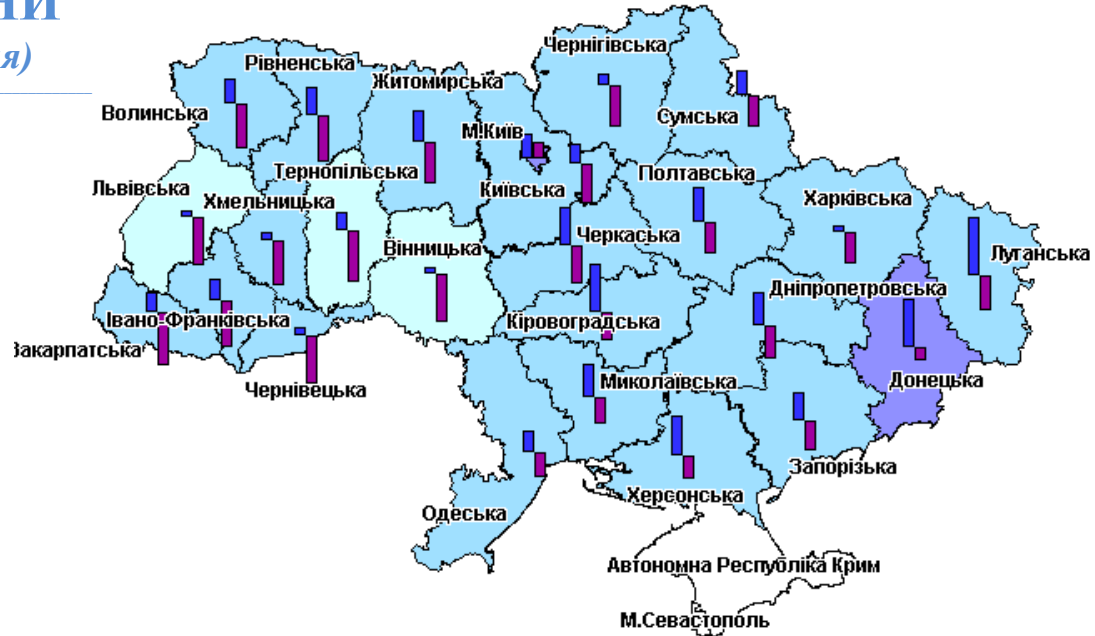 НИ
я)
Чернігівська
Рівненська
Житомирська
Волинська
Сумська
М.Київ
Тернопільська
Полтавська
Львівська
Київська
Хмельницька
Харківська
Черкаська
Вінницька
Луганська
Дніпропетровська
Івано-Франківська
Кіровоградська
Закарпатська
Миколаївська
Донецька
Чернівецька
Запорізька
Херсонська
Одеська
Автономна Республіка Крим
М.Севастополь